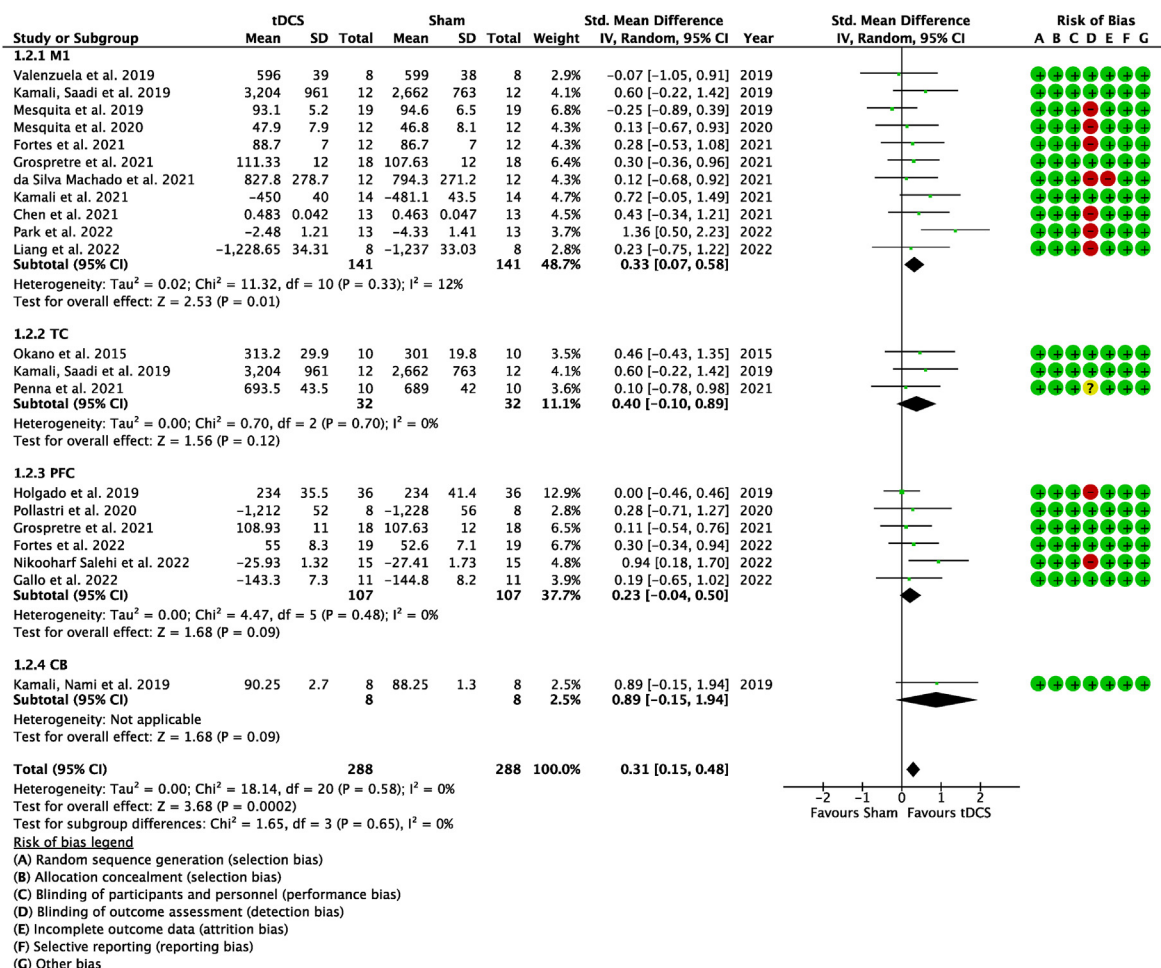 tDCS Sham Std. Mean Difference Std. Mean Difference Risk of Bias
Study or Subgroup Mean SD Total Mean SD Total Weight IV, Random, 95% CI Year IV, Random, 95% CI A B C D E F G
1.2.1 M1
Valenzuela et al. 2019 596 39 8 599 38 8 2.9% -0.07 [-1.05, 0.91] 2019 + + + + + + +
Kamali, Saadi et al. 2019 3,204 961 12 2,662 763 12 4.1% 0.60 [-0.22, 1.42] 2019 + + + + + + +
Mesquita et al. 2019 93.1 5.2 19 94.6 6.5 19 6.8% -0.25 [-0.89, 0.39] 2019 + + + - + + +
Mesquita et al. 2020 47.9 7.9 12 46.8 8.1 12 4.3% 0.13 [-0.67, 0.93] 2020 + + + - + + +
Fortes et al. 2021 88.7 7 12 86.7 7 12 4.2% 0.28 [-0.53, 1.08] 2021 + + + - + + +
Grospretre et al. 2021 111.33 12 18 107.63 12 18 6.4% 0.30 [-0.36, 0.96] 2021 + + + + + + +
da Silva Machado et al. 2021 827.8 278.7 12 794.3 271.2 12 4.3% 0.12 [-0.68, 0.92] 2021 + + + - - + +
Kamali et al. 2021 -450 40 14 -481.1 43.5 14 4.7% 0.72 [-0.05, 1.49] 2021 + + + + + + +
Chen et al. 2021 0.483 0.042 13 0.463 0.047 13 4.5% 0.43 [-0.34, 1.21] 2021 + + + - + + +
Park et al. 2022 -2.48 1.21 13 -4.33 1.41 13 3.7% 1.36 [0.50, 2.23] 2022 + + + - + + +
Liang et al. 2022 -1,228.65 34.31 8 -1,237 33.03 8 2.8% 0.23 [-0.75, 1.22] 2022 + + + - + + +
Subtotal (95% CI) 141 141 48.7% 0.33 [0.07, 0.58]
Heterogeneity: Tau² = 0.02; Chi² = 11.32, df = 10 (P = 0.33); I² = 12%
Test for overall effect: Z = 2.53 (P = 0.01)
1.2.2 TC
Okano et al. 2015 313.2 29.9 10 301 19.8 10 3.5% 0.46 [-0.43, 1.35] 2015 + + + + + + +
Kamali, Saadi et al. 2019 3,204 961 12 2,662 763 12 4.1% 0.60 [-0.22, 1.42] 2019 + + + + + + +
Penna et al. 2021 693.5 43.5 10 689 42 10 3.6% 0.10 [-0.78, 0.98] 2021 + + + ? + + +
Subtotal (95% CI) 32 32 11.1% 0.40 [-0.10, 0.89]
Heterogeneity: Tau² = 0.00; Chi² = 0.70, df = 2 (P = 0.70); I² = 0%
Test for overall effect: Z = 1.56 (P = 0.12)
1.2.3 PFC
Holgado et al. 2019 234 35.5 36 234 41.4 36 12.9% 0.00 [-0.46, 0.46] 2019 + + + - + + +
Pollastri et al. 2020 -1,212 52 8 -1,228 56 8 2.8% 0.28 [-0.71, 1.27] 2020 + + + + + + +
Grospretre et al. 2021 108.93 11 18 107.63 12 18 6.5% 0.11 [-0.54, 0.76] 2021 + + + + + + +
Fortes et al. 2022 55 8.3 19 52.6 7.1 19 6.7% 0.30 [-0.34, 0.94] 2022 + + + + + + +
Nikooharf Salehi et al. 2022 -25.93 1.32 15 -27.41 1.73 15 4.8% 0.94 [0.18, 1.70] 2022 + + + - + + +
Gallo et al. 2022 -143.3 7.3 11 -144.8 8.2 11 3.9% 0.19 [-0.65, 1.02] 2022 + + + + + + +
Subtotal (95% CI) 107 107 37.7% 0.23 [-0.04, 0.50]
Heterogeneity: Tau² = 0.00; Chi² = 4.47, df = 5 (P = 0.48); I² = 0%
Test for overall effect: Z = 1.68 (P = 0.09)
1.2.4 CB
Kamali, Nami et al. 2019 90.25 2.7 8 88.25 1.3 8 2.5% 0.89 [-0.15, 1.94] 2019 + + + + + + +
Subtotal (95% CI) 8 8 2.5% 0.89 [-0.15, 1.94]
Heterogeneity: Not applicable
Test for overall effect: Z = 1.68 (P = 0.09)
Total (95% CI) 288 288 100.0% 0.31 [0.15, 0.48]
Heterogeneity: Tau² = 0.00; Chi² = 18.14, df = 20 (P = 0.58); I² = 0%
Test for overall effect: Z = 3.68 (P = 0.0002)
Test for subgroup differences: Chi² = 1.65, df = 3 (P = 0.65), I² = 0%
-2 -1 0 1 2
Favours Sham Favours tDCS
Risk of bias legend
(A) Random sequence generation (selection bias)
(B) Allocation concealment (selection bias)
(C) Blinding of participants and personnel (performance bias)
(D) Blinding of outcome assessment (detection bias)
(E) Incomplete outcome data (attrition bias)
(F) Selective reporting (reporting bias)
(G) Other bias